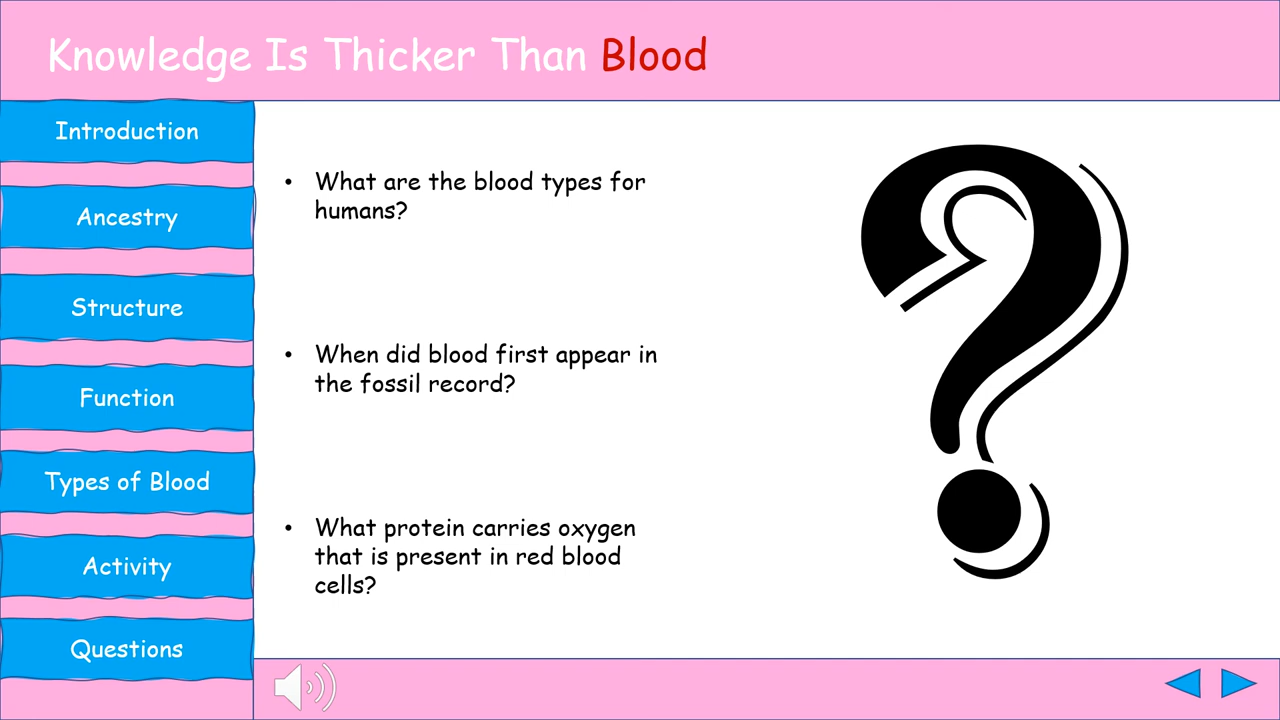 Knowledge Is Thicker Than Blood
Introduction
Ancestry
Structure
Function
Types of Blood
Activity
Questions
• What are the blood types for
humans?
• When did blood first appear in
the fossil record?
• What protein carries oxygen
that is present in red blood
cells?
?